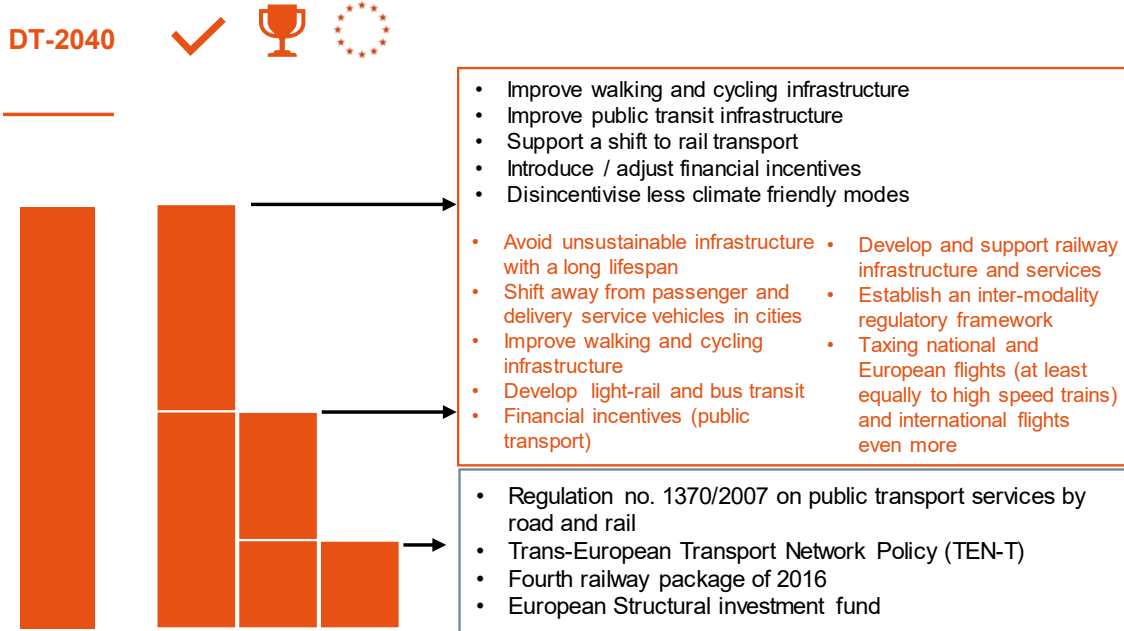 DT-2040
• Improve walking and cycling infrastructure
• Improve public transit infrastructure
• Support a shift to rail transport
• Introduce / adjust financial incentives
• Disincentivise less climate friendly modes
• Avoid unsustainable infrastructure
with a long lifespan
• Shift away from passenger and
delivery service vehicles in cities
• Improve walking and cycling
infrastructure
• Develop light-rail and bus transit
• Financial incentives (public
transport)
• Develop and support railway
infrastructure and services
• Establish an inter-modality
regulatory framework
• Taxing national and
European flights (at least
equally to high speed trains)
and international flights
even more
• Regulation no. 1370/2007 on public transport services by
road and rail
• Trans-European Transport Network Policy (TEN-T)
• Fourth railway package of 2016
• European Structural investment fund